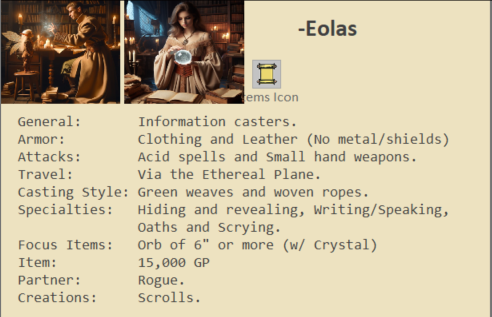 -Eolas
ems Icon
General: Information casters.
Armor: Clothing and Leather (No metal/shields)
Attacks: Acid spells and Small hand weapons.
Travel: Via the Ethereal Plane.
Casting Style: Green weaves and woven ropes.
Specialties: Hiding and revealing, Writing/Speaking,
Oaths and Scrying.
Focus Items: Orb of 6" or more (w/ Crystal)
Item: 15,000 GP
Partner: Rogue.
Creations: Scrolls.